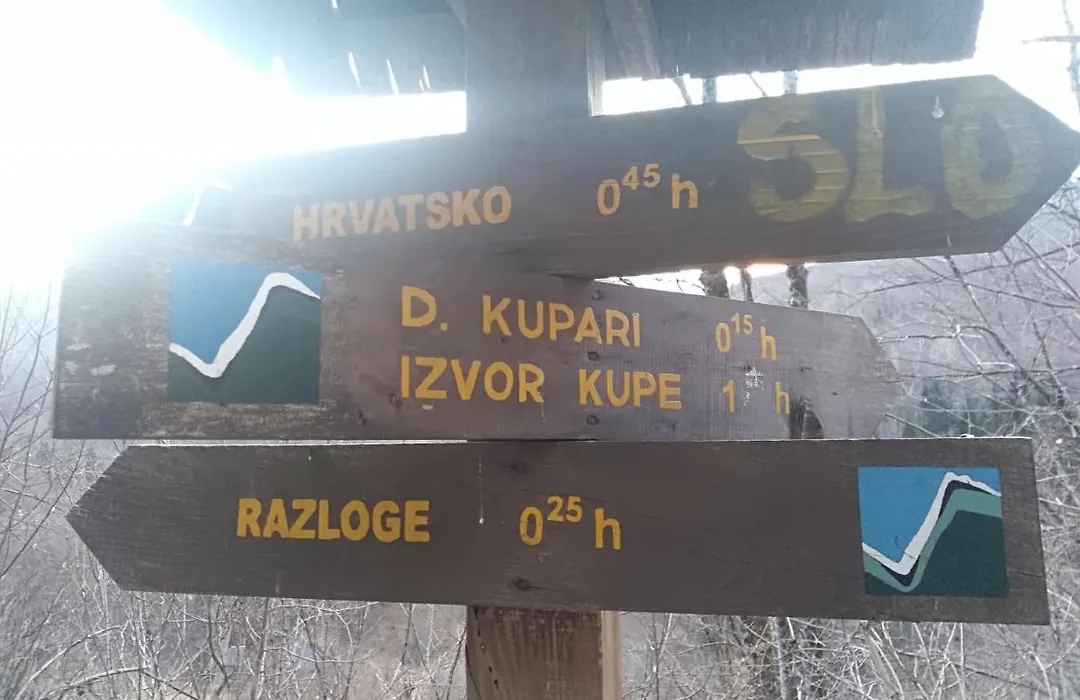 HRVATSKO 0⁴⁵ h SLO
D. KUPARI 0¹⁵ h
IZVOR KUPE 1 h
RAZLOGE 0²⁵ h